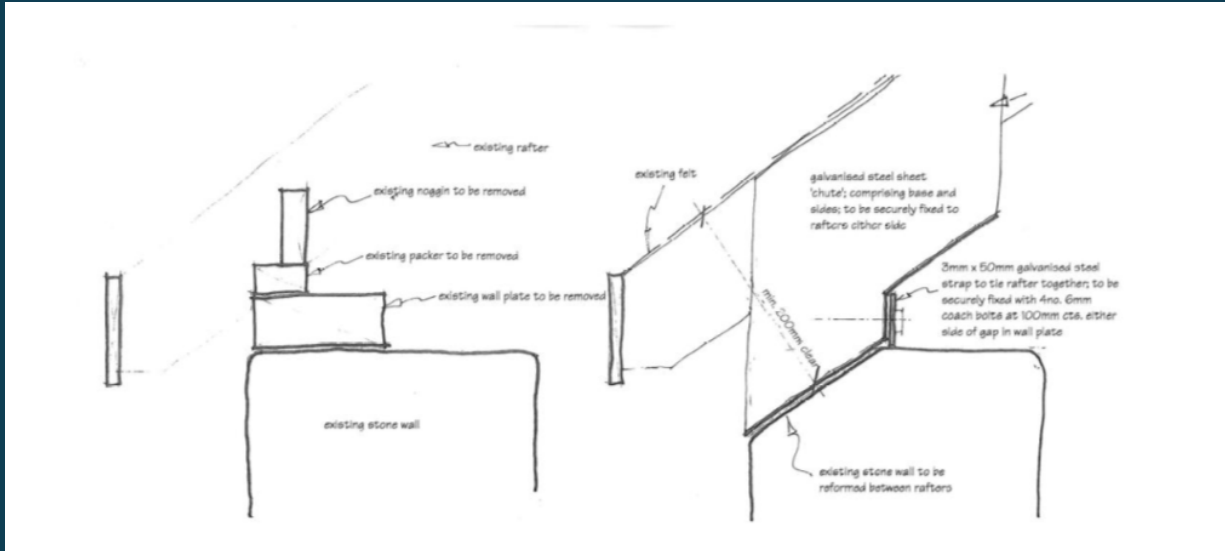 existing rafter
existing noggin to be removed
existing packer to be removed
existing wall plate to be removed
existing stone wall
existing felt
galvanised steel sheet
'chute'; comprising base and
sides; to be securely fixed to
rafters either side
3mm x 50mm galvanised steel
strap to tie rafter together; to be
securely fixed with 4no. 6mm
coach bolts at 100mm cts. either
side of gap in wall plate
min. 200mm clear
existing stone wall to be
reformed between rafters